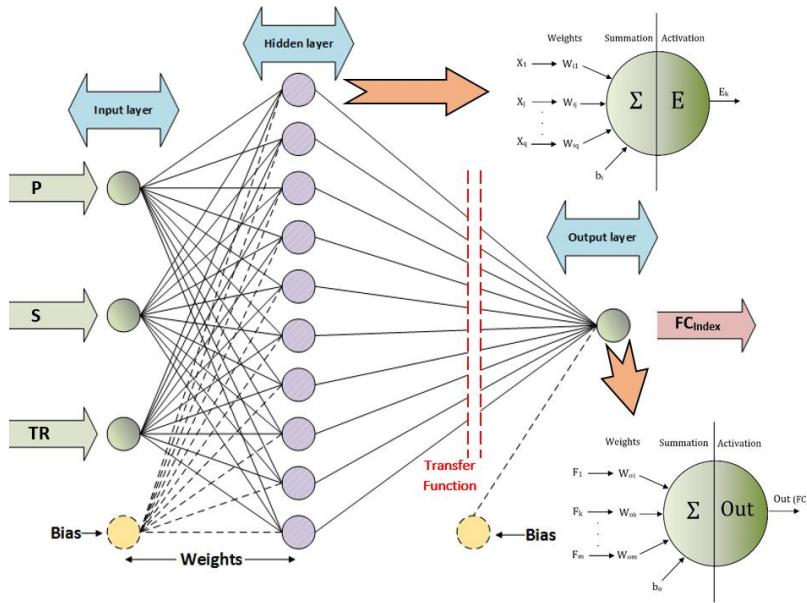 Hidden layer
Input layer
P
S
TR
Bias
Weights
Transfer
Function
Bias
Output layer
FCIndex
Weights
Summation
Activation
X1
Wi1
Xj
Wij
Xq
Wiq
bi
Σ
E
Ek
Weights
Summation
Activation
F1
Wo1
Fk
Wok
Fm
Wom
bo
Σ
Out
Out (FC